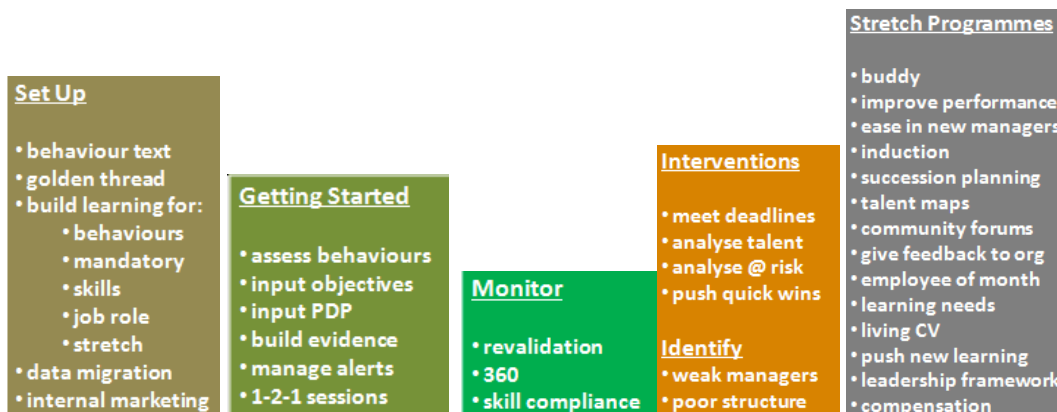 Set Up
• behaviour text
• golden thread
• build learning for:
• behaviours
• mandatory
• skills
• job role
• stretch
• data migration
• internal marketing
Getting Started
• assess behaviours
• input objectives
• input PDP
• build evidence
• manage alerts
• 1-2-1 sessions
Monitor
• revalidation
• 360
• skill compliance
Interventions
• meet deadlines
• analyse talent
• analyse @ risk
• push quick wins
Identify
• weak managers
• poor structure
Stretch Programmes
• buddy
• improve performance
• ease in new managers
• induction
• succession planning
• talent maps
• community forums
• give feedback to org
• employee of month
• learning needs
• living CV
• push new learning
• leadership framework
• compensation